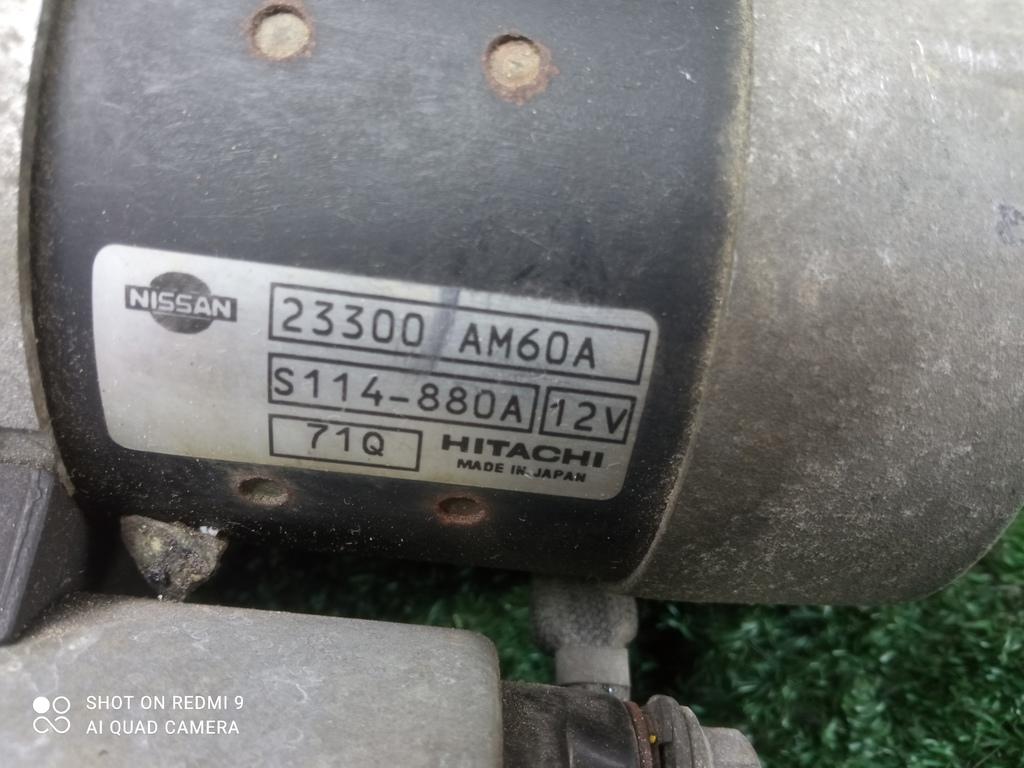 NISSAN
23300 AM60A
S114-880A 12V
71Q HITACHI
MADE IN JAPAN
SHOT ON REDMI 9
AI QUAD CAMERA